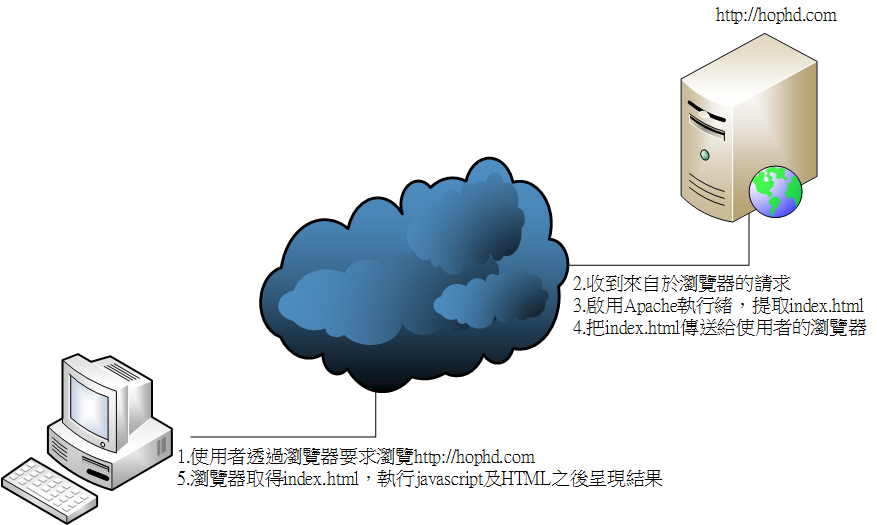 http://hophd.com
2.收到來自於瀏覽器的請求
3.啟用Apache執行緒，提取index.html
4.把index.html傳送給使用者的瀏覽器
1.使用者透過瀏覽器要求瀏覽http://hophd.com
5.瀏覽器取得index.html，執行javascript及HTML之後呈現結果